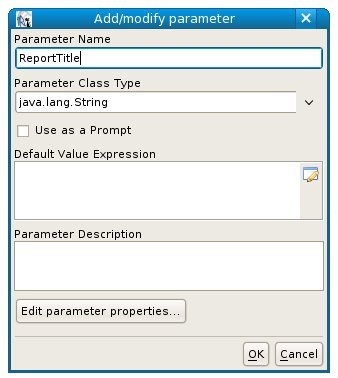 Add/modify parameter
Parameter Name
ReportTitle
Parameter Class Type
java.lang.String
Use as a Prompt
Default Value Expression
Parameter Description
Edit parameter properties...
OK Cancel